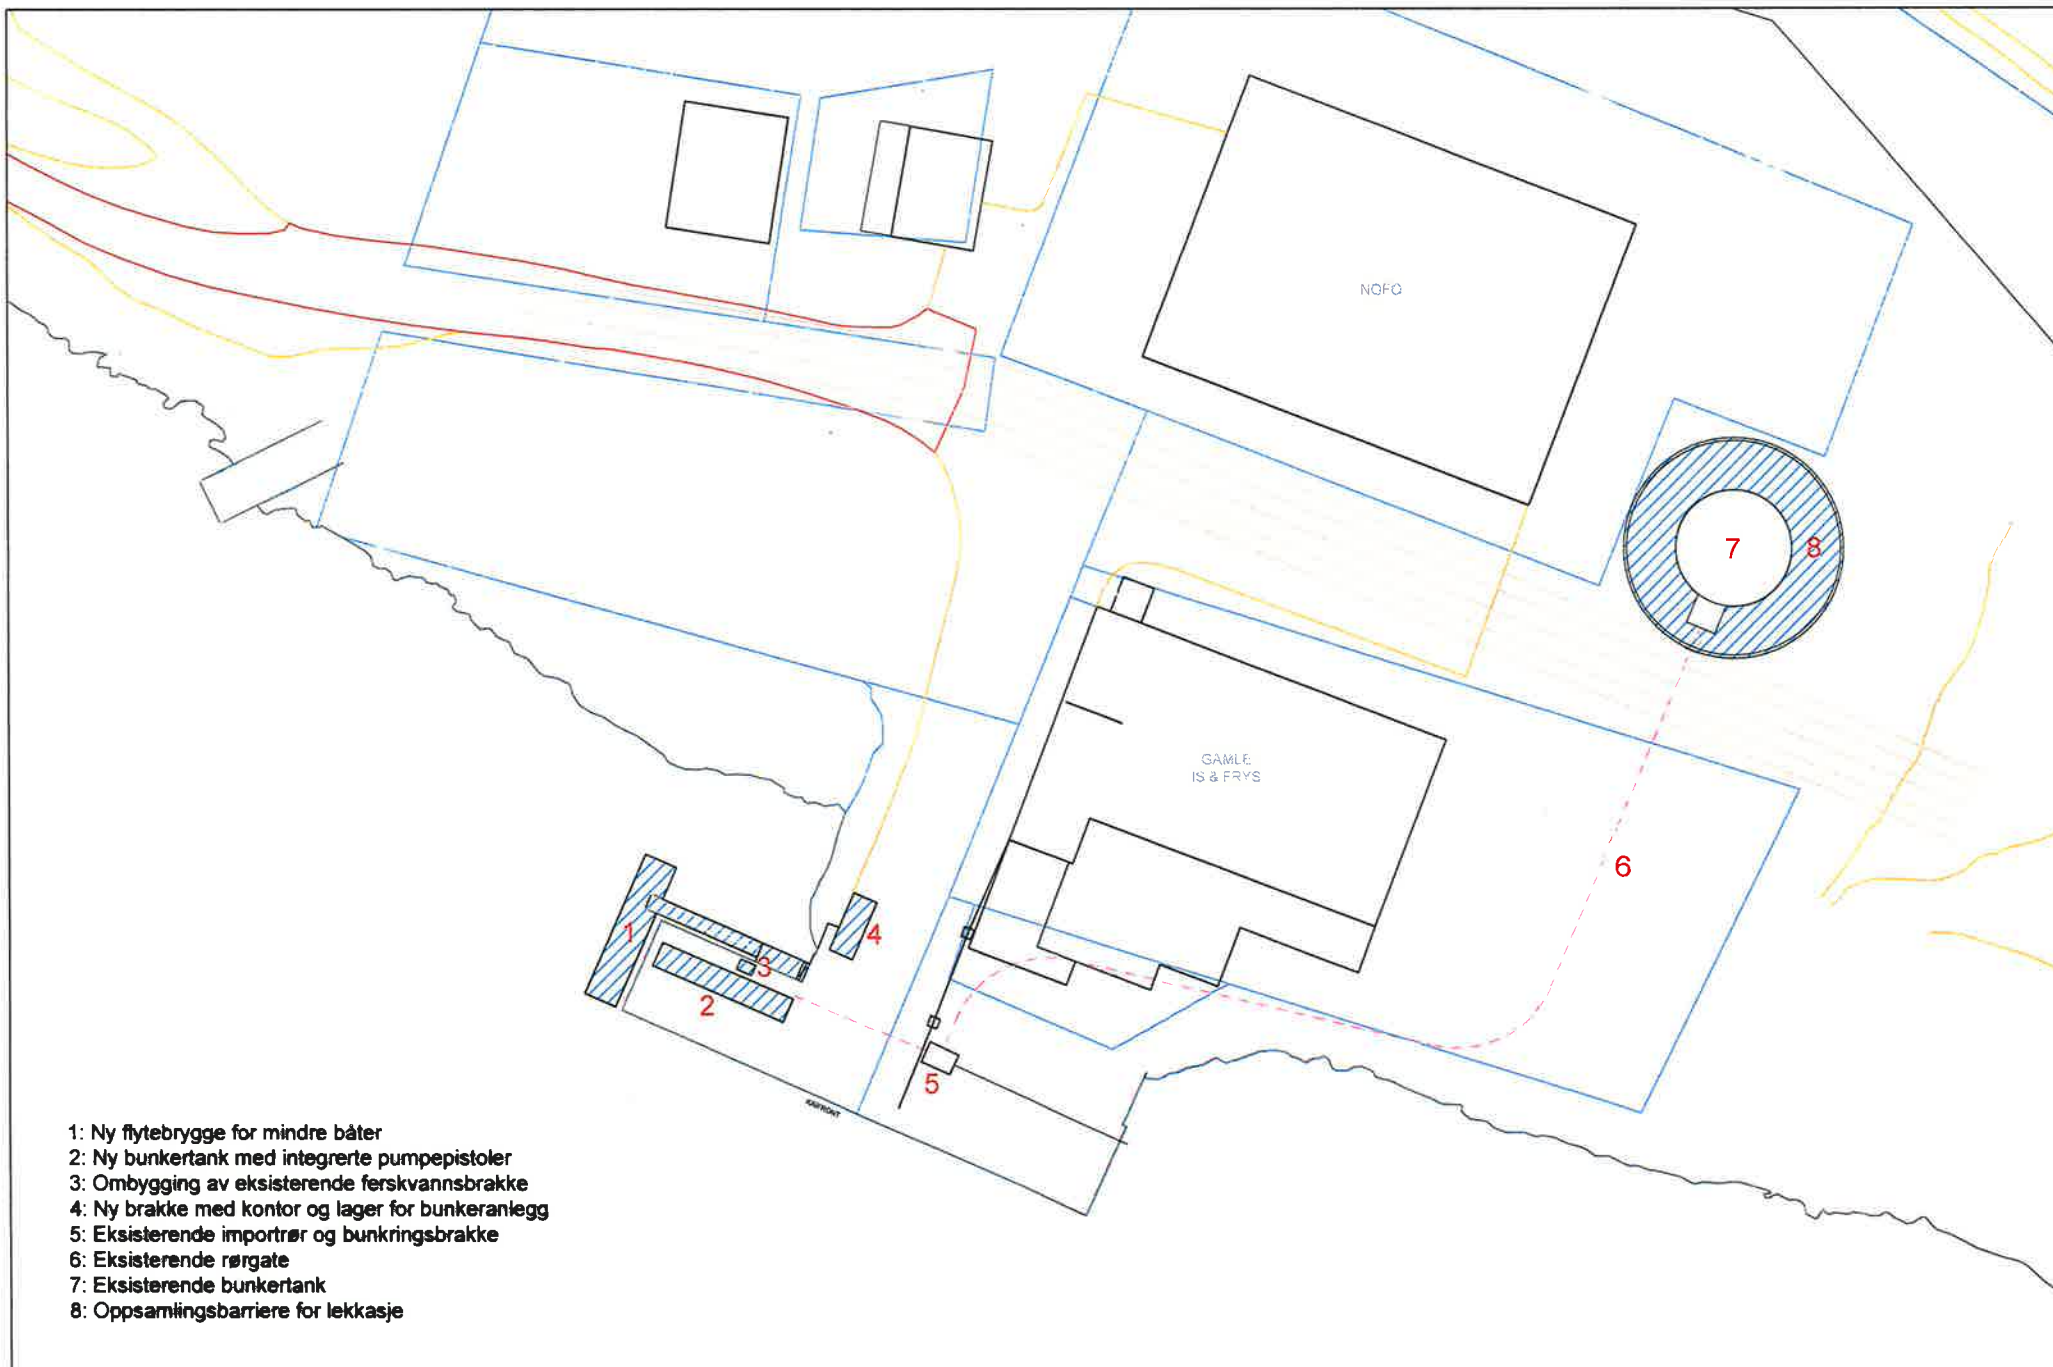 NOFO
7
8
GAMLE
IS & FRYS
6
1
4
3
2
5
KAIFRONT
1: Ny flytebrygge for mindre båter
2: Ny bunkertank med integrerte pumpepistoler
3: Ombygging av eksisterende ferskvannsbrakke
4: Ny brakke med kontor og lager for bunkeranlegg
5: Eksisterende importrør og bunkringsbrakke
6: Eksisterende rørgate
7: Eksisterende bunkertank
8: Oppsamlingsbarriere for lekkasje